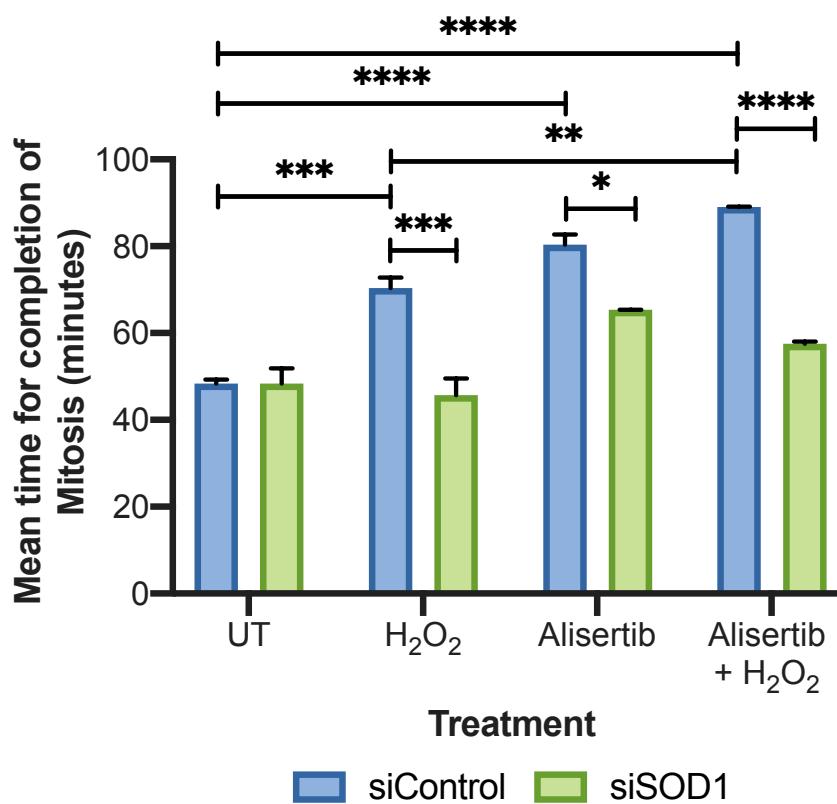 ****
****
****
**
***
*
***
Mean time for completion of
Mitosis (minutes)
100
80
60
40
20
0
UT
H₂O₂
Alisertib
Alisertib
+ H₂O₂
Treatment
siControl
siSOD1